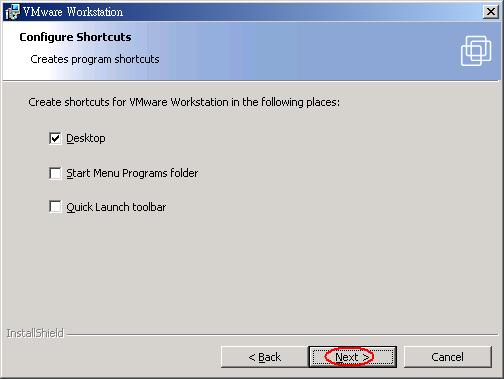 VMware Workstation
Configure Shortcuts
Creates program shortcuts
Create shortcuts for VMware Workstation in the following places:
Desktop
Start Menu Programs folder
Quick Launch toolbar
InstallShield
< Back Next > Cancel